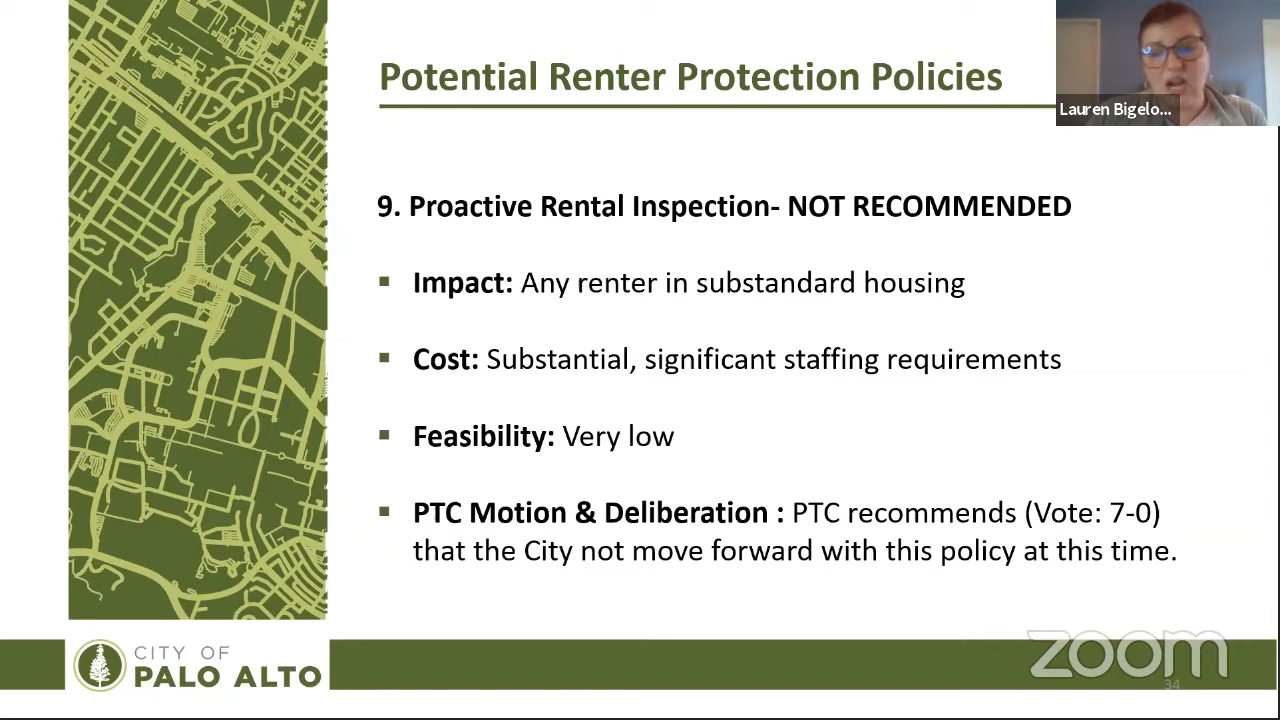 Potential Renter Protection Policies
Lauren Bigelo...
9. Proactive Rental Inspection- NOT RECOMMENDED
▪ Impact: Any renter in substandard housing
▪ Cost: Substantial, significant staffing requirements
▪ Feasibility: Very low
▪ PTC Motion & Deliberation : PTC recommends (Vote: 7-0)
that the City not move forward with this policy at this time.
CITY OF
PALO ALTO
zoom
34